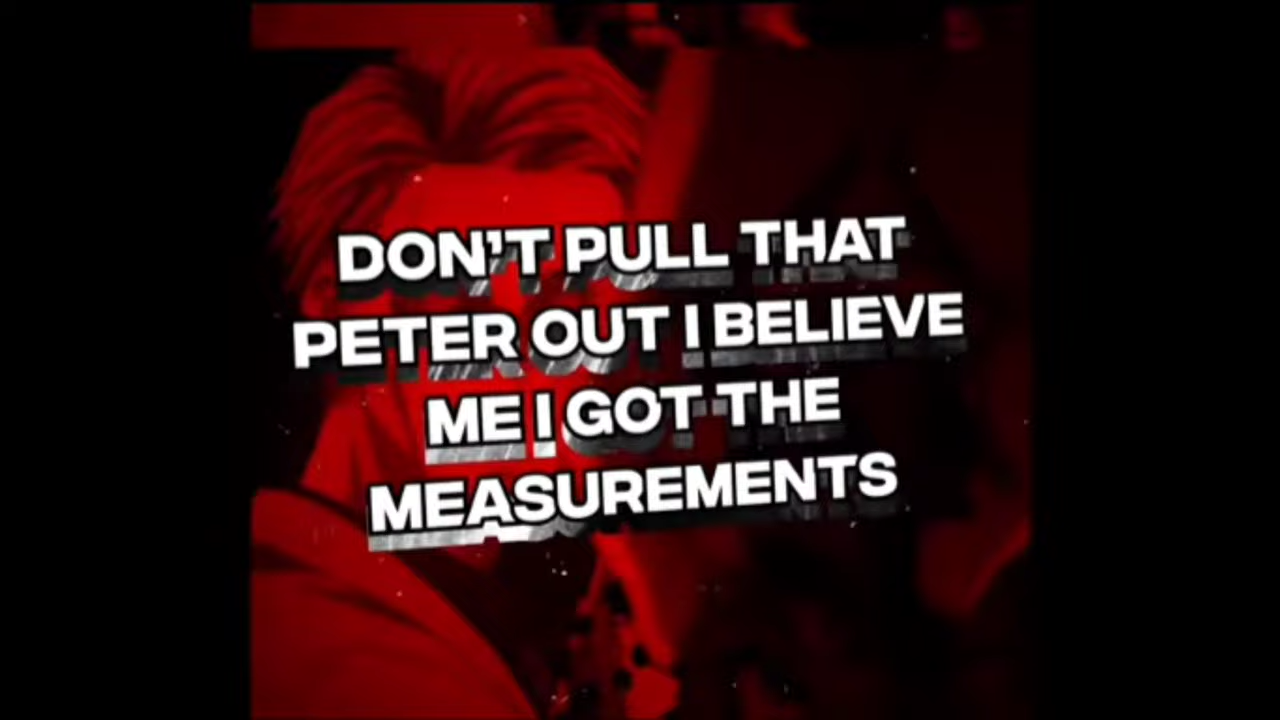 DON'T PULL THAT
PETER OUT I BELIEVE
ME I GOT THE
MEASUREMENTS